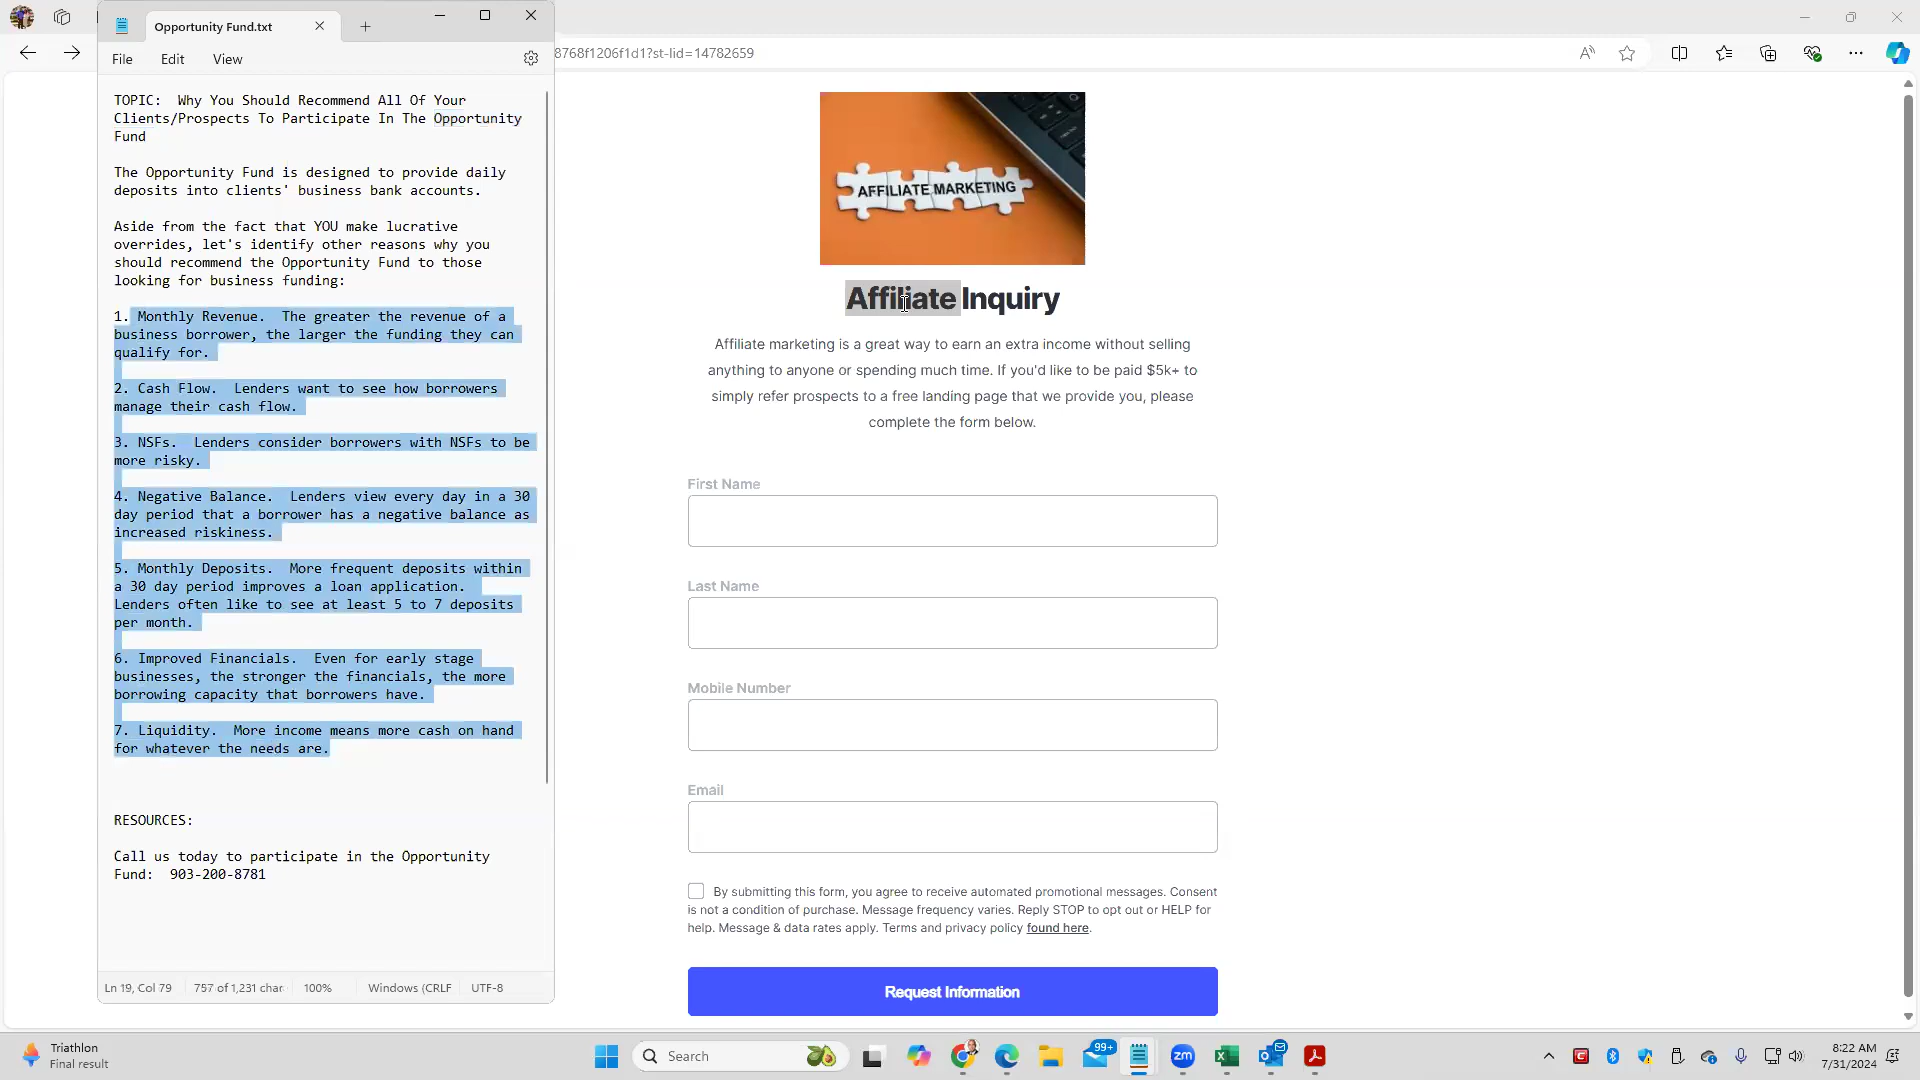 Opportunity Fund.txt
File Edit View
8768f1206f1d1?st-lid=14782659
TOPIC:  Why You Should Recommend All Of Your
Clients/Prospects To Participate In The Opportunity
Fund
The Opportunity Fund is designed to provide daily
deposits into clients' business bank accounts.
Aside from the fact that YOU make lucrative
overrides, let's identify other reasons why you
should recommend the Opportunity Fund to those
looking for business funding:
1. Monthly Revenue.  The greater the revenue of a
business borrower, the larger the funding they can
qualify for.
2. Cash Flow.  Lenders want to see how borrowers
manage their cash flow.
3. NSFs.  Lenders consider borrowers with NSFs to be
more risky.
4. Negative Balance.  Lenders view every day in a 30
day period that a borrower has a negative balance as
increased riskiness.
5. Monthly Deposits.  More frequent deposits within
a 30 day period improves a loan application.
Lenders often like to see at least 5 to 7 deposits
per month.
6. Improved Financials.  Even for early stage
businesses, the stronger the financials, the more
borrowing capacity that borrowers have.
7. Liquidity.  More income means more cash on hand
for whatever the needs are.
RESOURCES:
Call us today to participate in the Opportunity
Fund:  903-200-8781
Ln 19, Col 79 757 of 1,231 char 100% Windows (CRLF UTF-8
AFFILIATE MARKETING
Affiliate Inquiry
Affiliate marketing is a great way to earn an extra income without selling
anything to anyone or spending much time. If you'd like to be paid $5k+ to
simply refer prospects to a free landing page that we provide you, please
complete the form below.
First Name
Last Name
Mobile Number
Email
By submitting this form, you agree to receive automated promotional messages. Consent
is not a condition of purchase. Message frequency varies. Reply STOP to opt out or HELP for
help. Message & data rates apply. Terms and privacy policy found here.
Request Information
Triathlon
Final result
Search
99+
zm
8:22 AM
7/31/2024